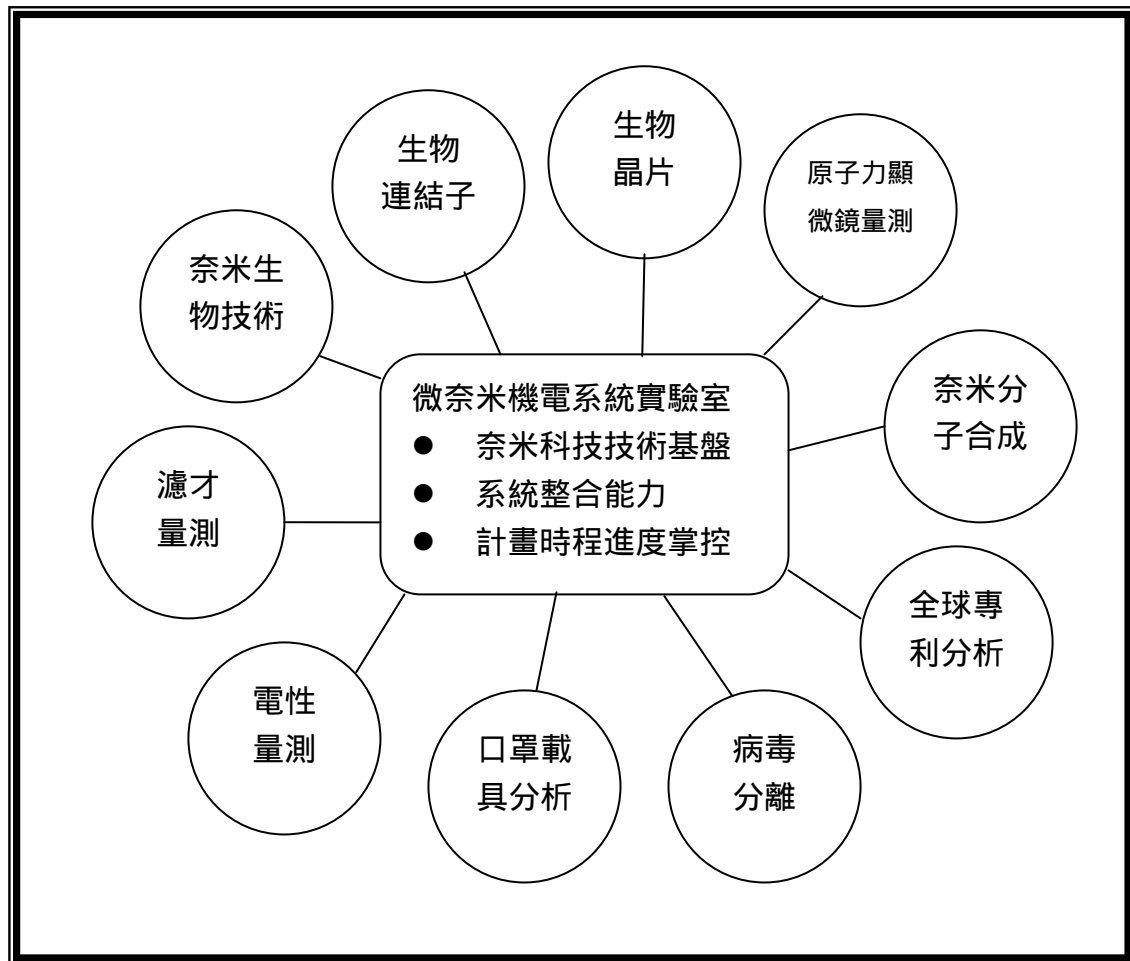 生物
連結子
生物
晶片
原子力顯
微鏡量測
奈米生
物技術
奈米分
子合成
微奈米機電系統實驗室
● 奈米科技技術基盤
● 系統整合能力
● 計畫時程進度掌控
濾才
量測
全球專
利分析
電性
量測
口罩載
具分析
病毒
分離